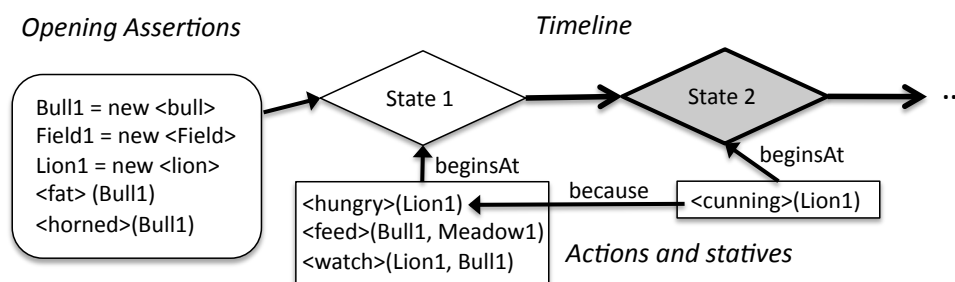 Opening Assertions
Timeline
Bull1 = new <bull>
Field1 = new <Field>
Lion1 = new <lion>
<fat> (Bull1)
<horned>(Bull1)
State 1
State 2
...
beginsAt
beginsAt
<hungry>(Lion1)
<feed>(Bull1, Meadow1)
<watch>(Lion1, Bull1)
because
<cunning>(Lion1)
Actions and statives